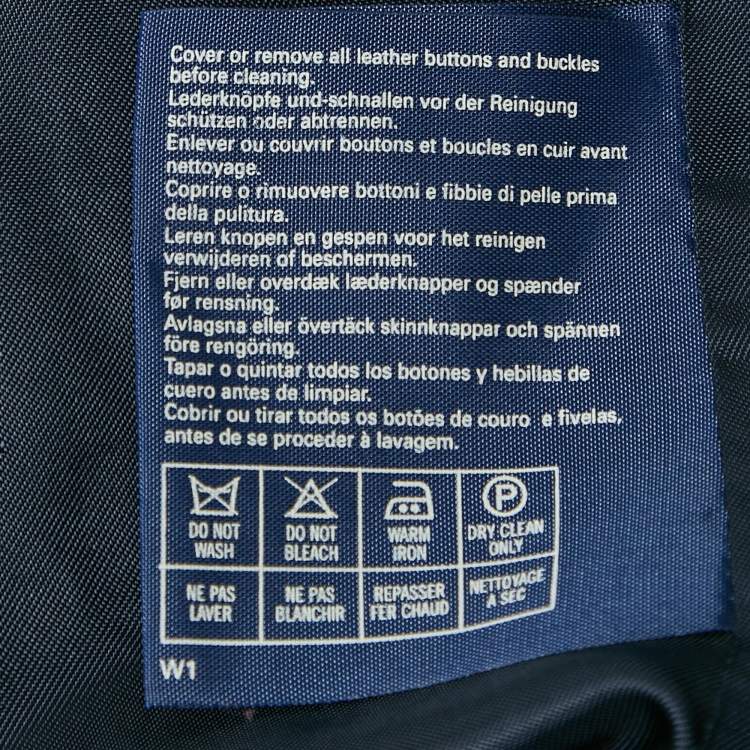 Cover or remove all leather buttons and buckles
before cleaning.
Lederknöpfe und-schnallen vor der Reinigung
schützen oder abtrennen.
Enlever ou couvrir boutons et boucles en cuir avant
nettoyage.
Coprire o rimuovere bottoni e fibbie di pelle prima
della pulitura.
Leren knopen en gespen voor het reinigen
verwijderen of beschermen.
Fjern eller overdæk læderknapper og spænder
før rensning.
Avlagsna eller övertäck skinnknappar och spännen
före rengöring.
Tapar o quintar todos los botones y hebillas de
cuero antes de limpiar.
Cobrir ou tirar todos os botões de couro e fivelas,
antes de se proceder à lavagem.
P
DO NOT WASH
DO NOT BLEACH
WARM IRON
DRY CLEAN ONLY
NE PAS LAVER
NE PAS BLANCHIR
REPASSER FER CHAUD
NETTOYAGE A SEC
W1